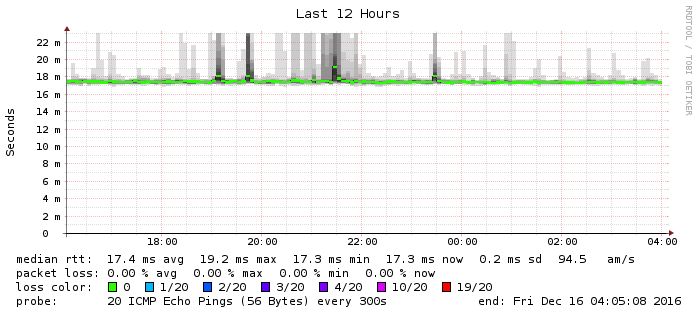 Last 12 Hours
RRDTOOL / TOBI OETIKER
Seconds
22 m
20 m
18 m
16 m
14 m
12 m
10 m
8 m
6 m
4 m
2 m
0
18:00 20:00 22:00 00:00 02:00 04:00
median rtt: 17.4 ms avg 19.2 ms max 17.3 ms min 17.3 ms now 0.2 ms sd 94.5 am/s
packet loss: 0.00 % avg 0.00 % max 0.00 % min 0.00 % now
loss color: 0 1/20 2/20 3/20 4/20 10/20 19/20
probe: 20 ICMP Echo Pings (56 Bytes) every 300s end: Fri Dec 16 04:05:08 2016